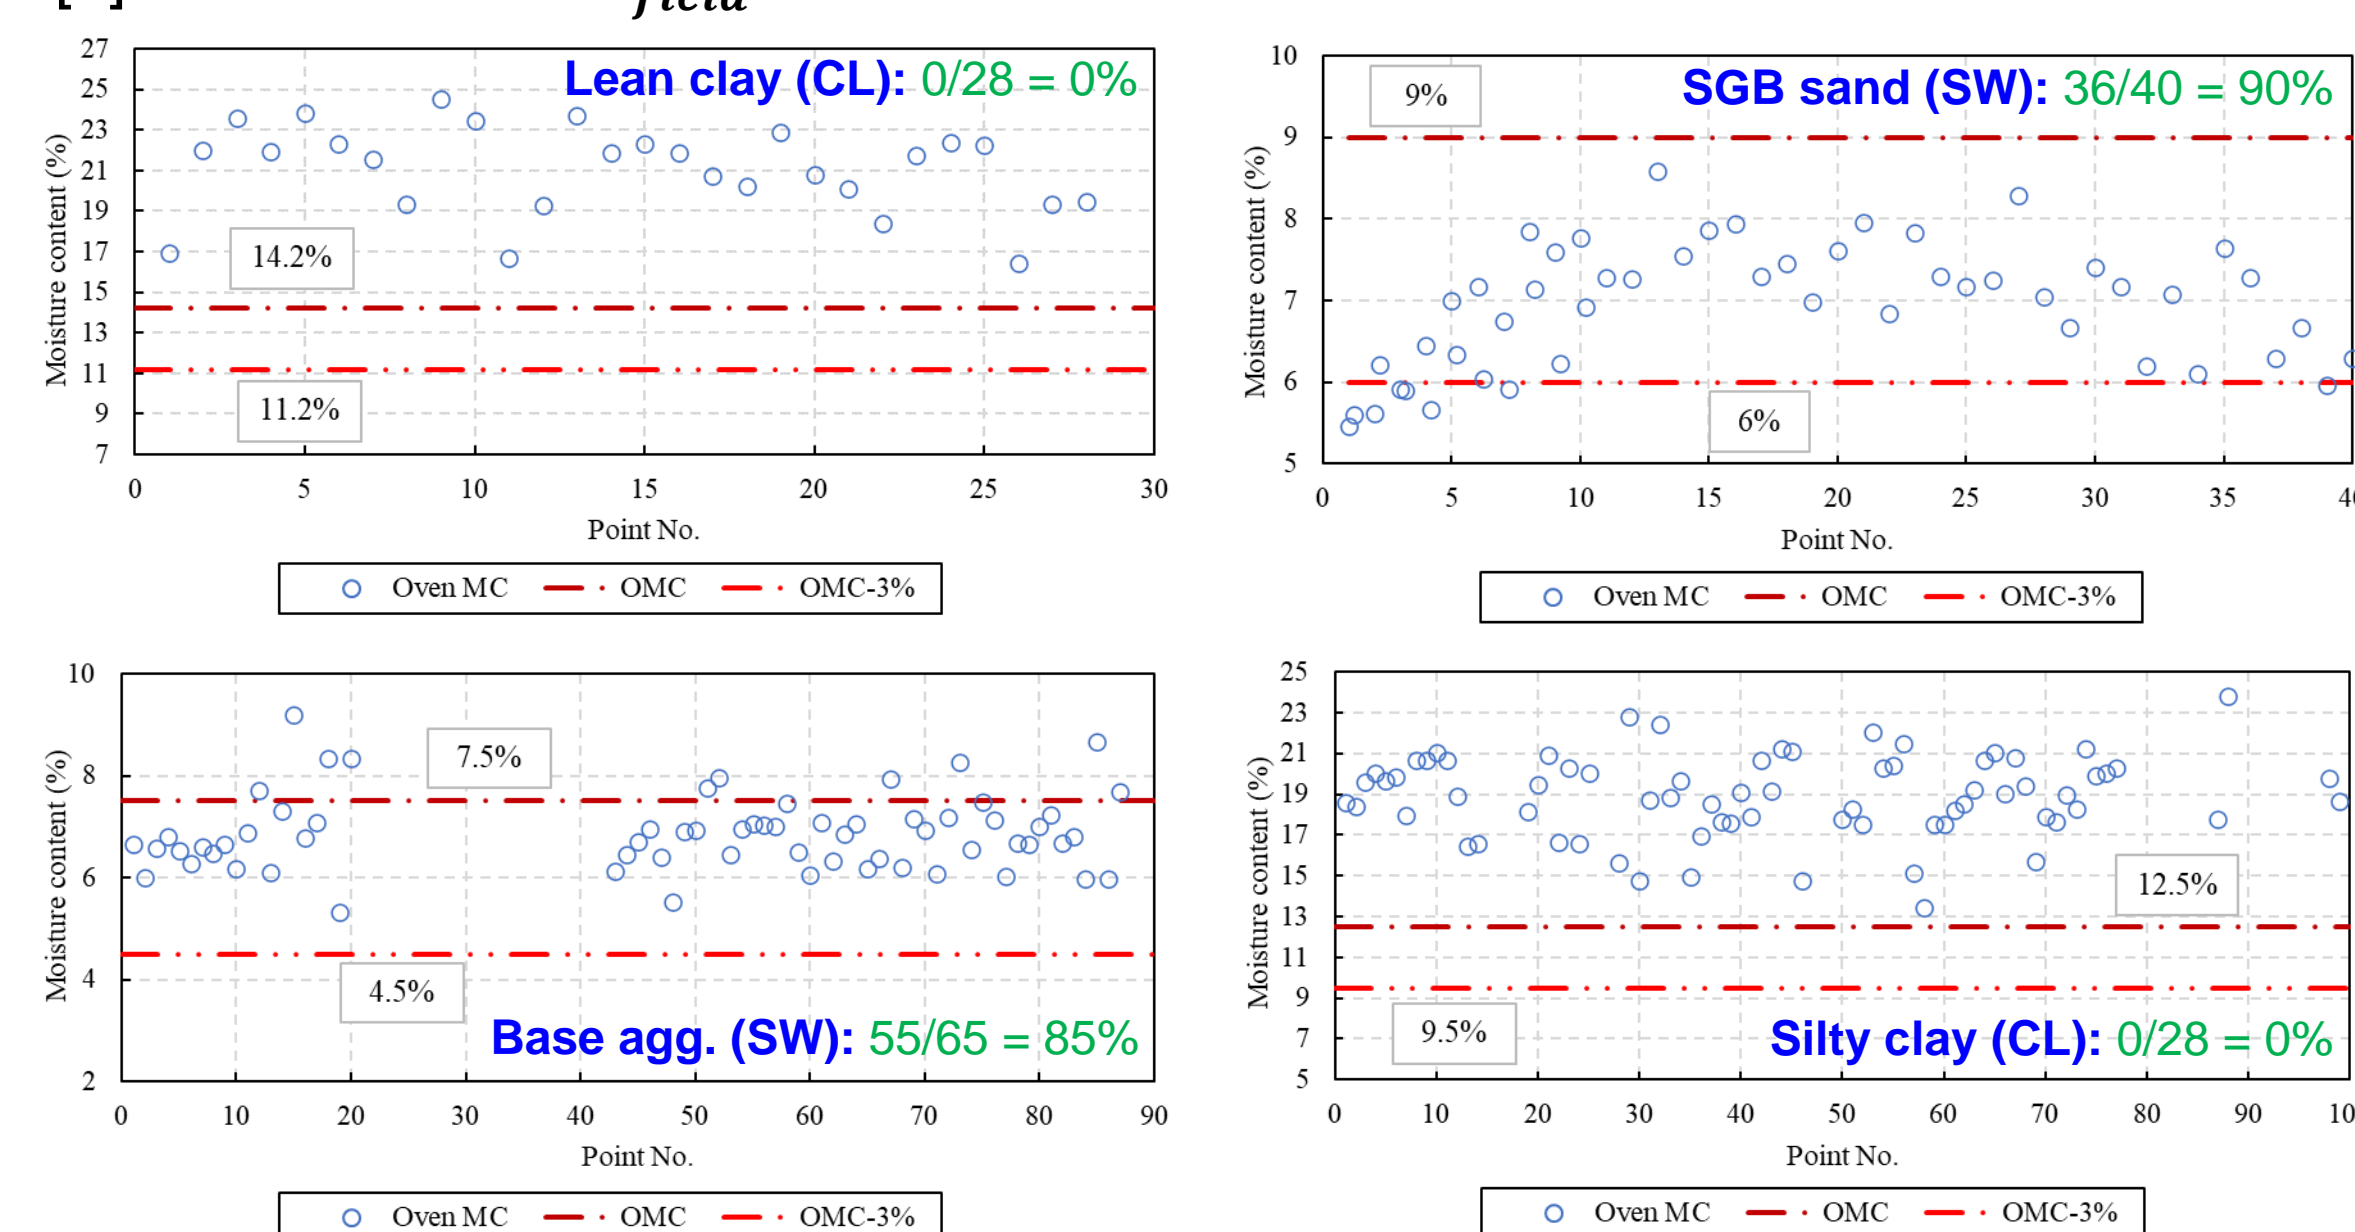 [ ] field
27
25
23
21
19
17
15
13
11
9
7
Moisture content (%)
Lean clay (CL): 0/28 = 0%
14.2%
11.2%
0 5 10 15 20 25 30
Point No.
Oven MC OMC OMC-3%
10
9
8
7
6
5
Moisture content (%)
9%
SGB sand (SW): 36/40 = 90%
6%
0 5 10 15 20 25 30 35
Point No.
Oven MC OMC OMC-3%
10
8
6
4
2
Moisture content (%)
7.5%
4.5%
Base agg. (SW): 55/65 = 85%
0 10 20 30 40 50 60 70 80 90
Point No.
Oven MC OMC OMC-3%
25
23
21
19
17
15
13
11
9
7
5
Moisture content (%)
12.5%
9.5%
Silty clay (CL): 0/28 = 0%
0 10 20 30 40 50 60 70 80 90 10
Point No.
Oven MC OMC OMC-3%